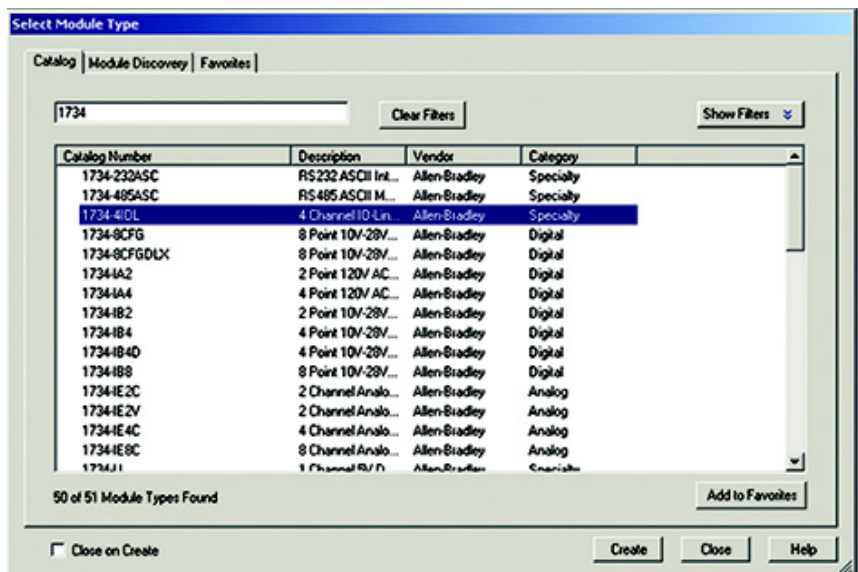 Select Module Type
Catalog Module Discovery Favorites
1734 Clear Filters Show Filters
Catalog Number Description Vendor Category
1734-232ASC RS232 ASCII Int... Allen-Bradley Specialty
1734-485ASC RS485 ASCII M... Allen-Bradley Specialty
1734-4IOL 4 Channel IO-Lin... Allen-Bradley Specialty
1734-8CFG 8 Point 10V-28V... Allen-Bradley Digital
1734-8CFGDLX 8 Point 10V-28V... Allen-Bradley Digital
1734-IA2 2 Point 120V AC... Allen-Bradley Digital
1734-IA4 4 Point 120V AC... Allen-Bradley Digital
1734-IB2 2 Point 10V-28V... Allen-Bradley Digital
1734-IB4 4 Point 10V-28V... Allen-Bradley Digital
1734-IB4D 4 Point 10V-28V... Allen-Bradley Digital
1734-IB8 8 Point 10V-28V... Allen-Bradley Digital
1734-IE2C 2 Channel Analo... Allen-Bradley Analog
1734-IE2V 2 Channel Analo... Allen-Bradley Analog
1734-IE4C 4 Channel Analo... Allen-Bradley Analog
1734-IE8C 8 Channel Analo... Allen-Bradley Analog
1 Channel 5V D... Allen-Bradley Specialty
50 of 51 Module Types Found Add to Favorites
Close on Create Create Close Help